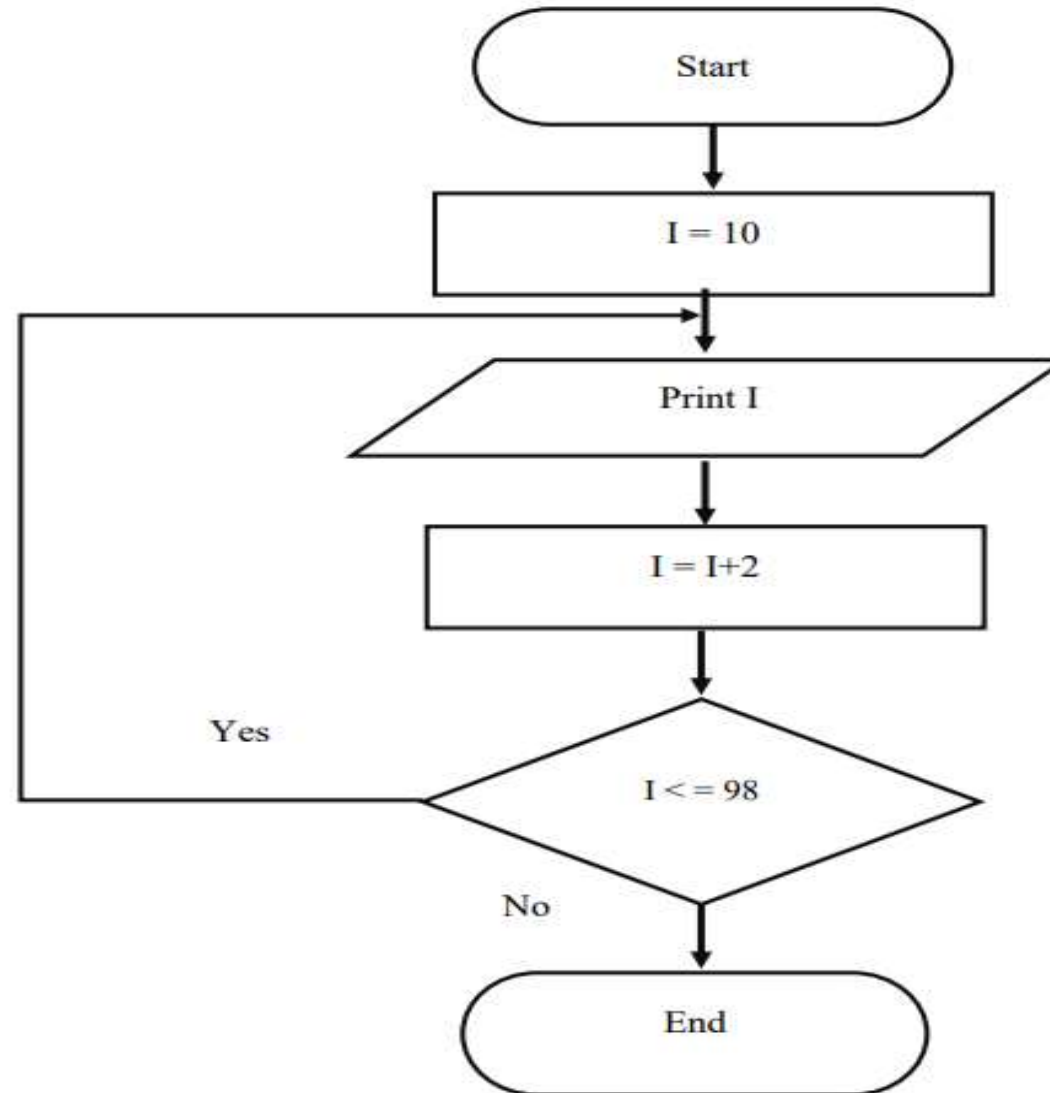 Start
I = 10
Print I
I = I+2
Yes
I < = 98
No
End